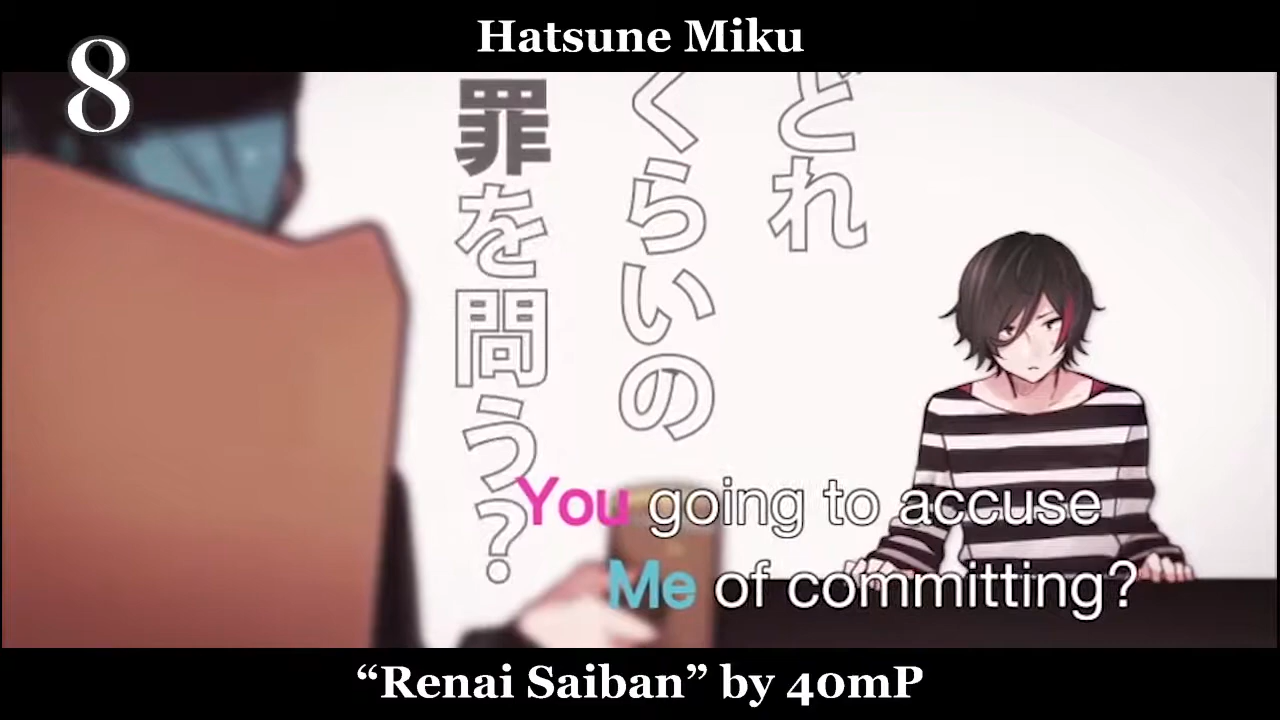 Hatsune Miku
8
どれ
くらいの
罪を問う?
You going to accuse
Me of committing?
“Renai Saiban” by 40mP